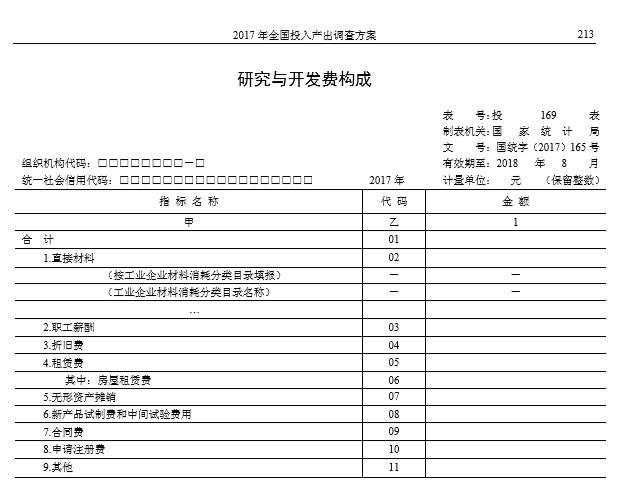 2017 年全国投入产出调查方案 213
研究与开发费构成
表 号:投 169 表
制表机关:国 家 统 计 局
文 号:国统字（2017）165 号
组织机构代码：□□□□□□□□－□ 有效期至：2018 年 8 月
统一社会信用代码：□□□□□□□□□□□□□□□□□□ 2017 年 计量单位： 元 （保留整数）
指 标 名 称 代 码 金 额
甲 乙 1
合 计 01
1.直接材料 02
（按工业企业材料消耗分类目录填报） — —
（工业企业材料消耗分类目录名称） — —
…
2.职工薪酬 03
3.折旧费 04
4.租赁费 05
其中：房屋租赁费 06
5.无形资产摊销 07
6.新产品试制费和中间试验费用 08
7.合同费 09
8.申请注册费 10
9.其他 11